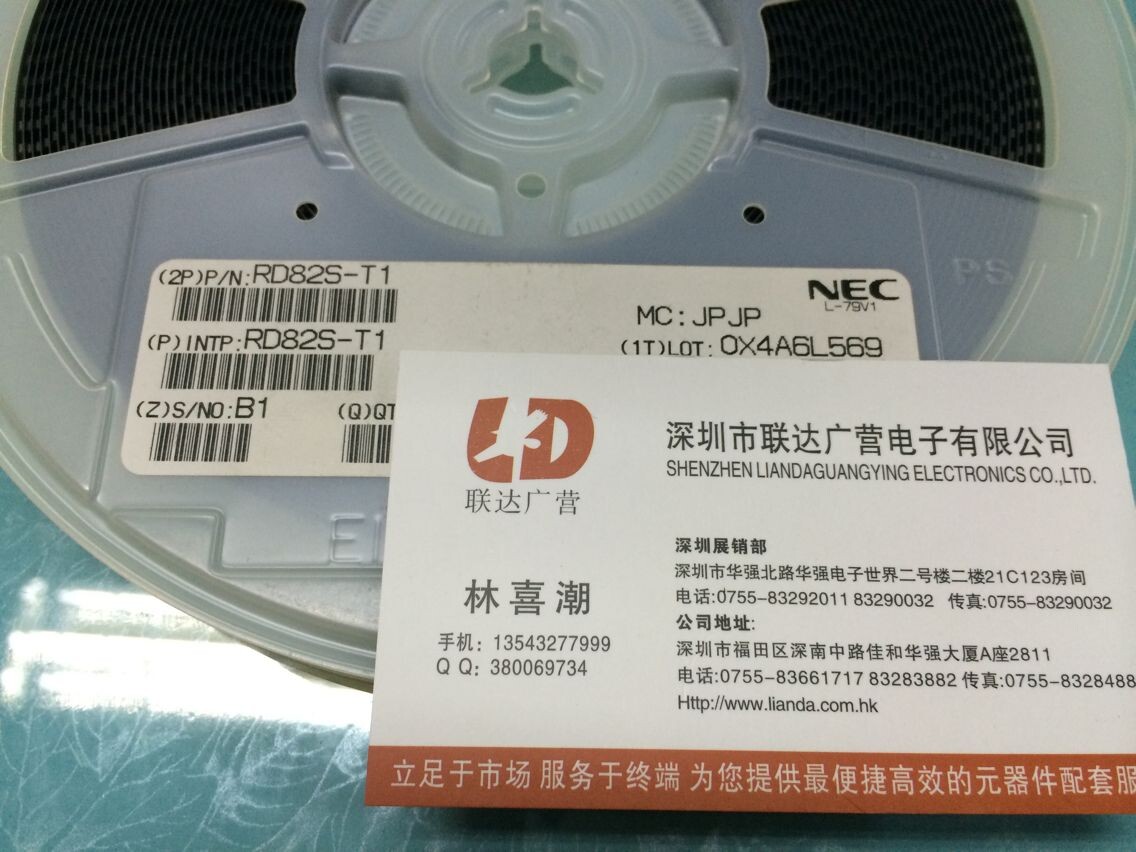 (2P)P/N:RD82S-T1
NEC
L-79V1
MC:JPJP
(P)INTP:RD82S-T1
(1T)LOT:0X4A6L569
(Z)S/NO:B1
(Q)QT
PS
联达广营
深圳市联达广营电子有限公司
SHENZHEN LIANDAGUANGYING ELECTRONICS CO.,LTD.
林喜潮
手机：13543277999
Q Q：380069734
深圳展销部
深圳市华强北路华强电子世界二号楼二楼21C123房间
电话:0755-83292011 83290032 传真:0755-83290032
公司地址:
深圳市福田区深南中路佳和华强大厦A座2811
电话:0755-83661717 83283882 传真:0755-8328488
Http://www.lianda.com.hk
立足于市场 服务于终端 为您提供最便捷高效的元器件配套服